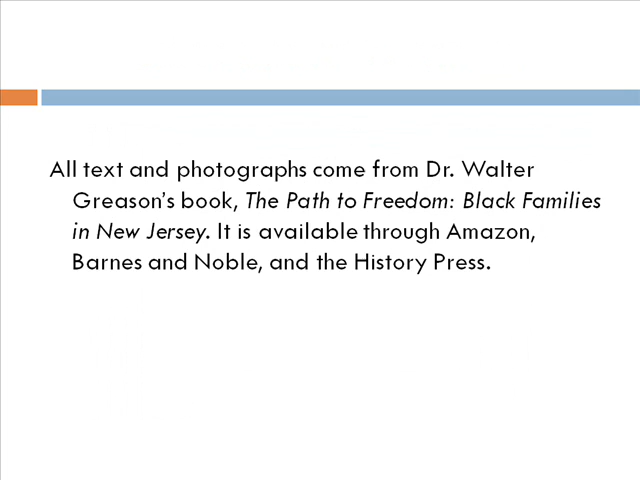 All text and photographs come from Dr. Walter
Greason’s book, The Path to Freedom: Black Families
in New Jersey. It is available through Amazon,
Barnes and Noble, and the History Press.